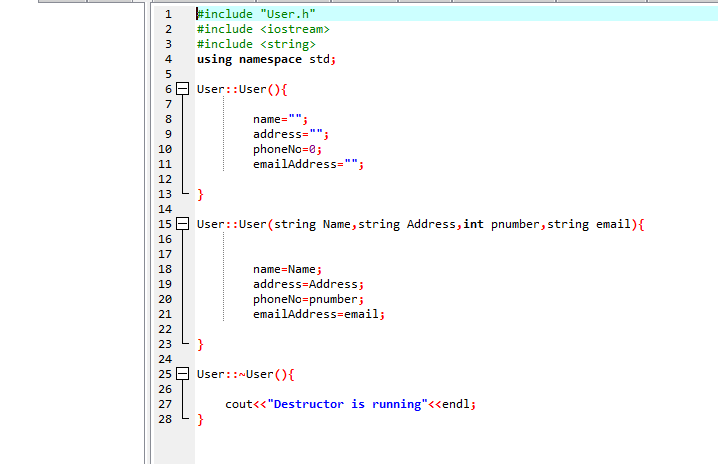 1 #include "User.h"
2 #include <iostream>
3 #include <string>
4 using namespace std;
5
6 User::User(){
7
8 name="";
9 address="";
10 phoneNo=0;
11 emailAddress="";
12
13 }
14
15 User::User(string Name,string Address,int pnumber,string email){
16
17
18 name=Name;
19 address=Address;
20 phoneNo=pnumber;
21 emailAddress=email;
22
23 }
24
25 User::~User(){
26
27 cout<<"Destructor is running"<<endl;
28 }